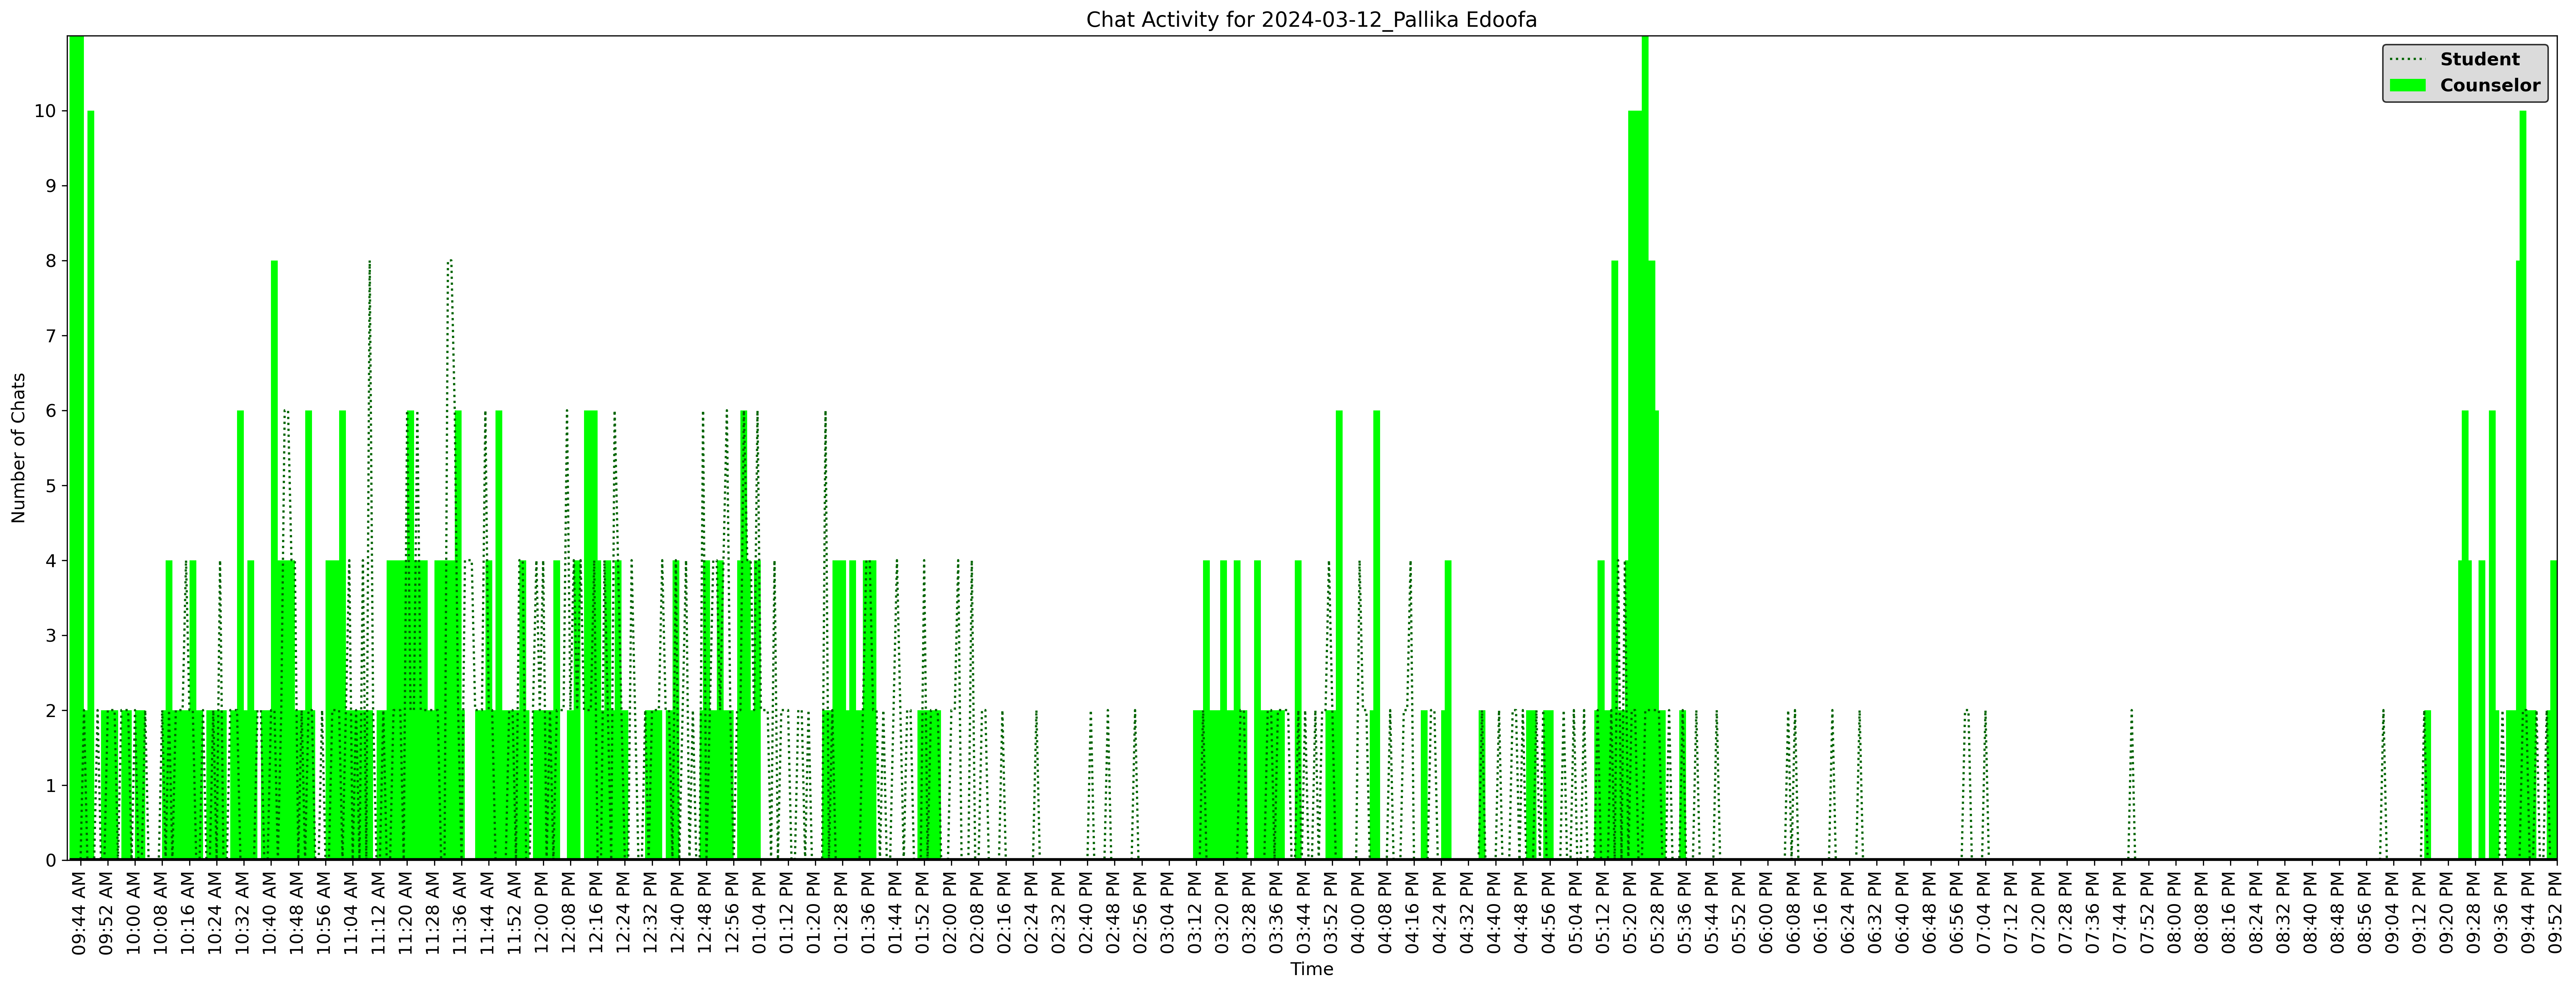 Chat Activity for 2024-03-12_Pallika Edoofa
Student
Counselor
10
9
8
7
6
5
4
3
2
1
0
Number of Chats
09:44 AM
09:52 AM
10:00 AM
10:08 AM
10:16 AM
10:24 AM
10:32 AM
10:40 AM
10:48 AM
10:56 AM
11:04 AM
11:12 AM
11:20 AM
11:28 AM
11:36 AM
11:44 AM
11:52 AM
12:00 PM
12:08 PM
12:16 PM
12:24 PM
12:32 PM
12:40 PM
12:48 PM
12:56 PM
01:04 PM
01:12 PM
01:20 PM
01:28 PM
01:36 PM
01:44 PM
01:52 PM
02:00 PM
02:08 PM
02:16 PM
02:24 PM
02:32 PM
02:40 PM
02:48 PM
02:56 PM
03:04 PM
03:12 PM
03:20 PM
03:28 PM
03:36 PM
03:44 PM
03:52 PM
04:00 PM
04:08 PM
04:16 PM
04:24 PM
04:32 PM
04:40 PM
04:48 PM
04:56 PM
05:04 PM
05:12 PM
05:20 PM
05:28 PM
05:36 PM
05:44 PM
05:52 PM
06:00 PM
06:08 PM
06:16 PM
06:24 PM
06:32 PM
06:40 PM
06:48 PM
06:56 PM
07:04 PM
07:12 PM
07:20 PM
07:28 PM
07:36 PM
07:44 PM
07:52 PM
08:00 PM
08:08 PM
08:16 PM
08:24 PM
08:32 PM
08:40 PM
08:48 PM
08:56 PM
09:04 PM
09:12 PM
09:20 PM
09:28 PM
09:36 PM
09:44 PM
09:52 PM
Time